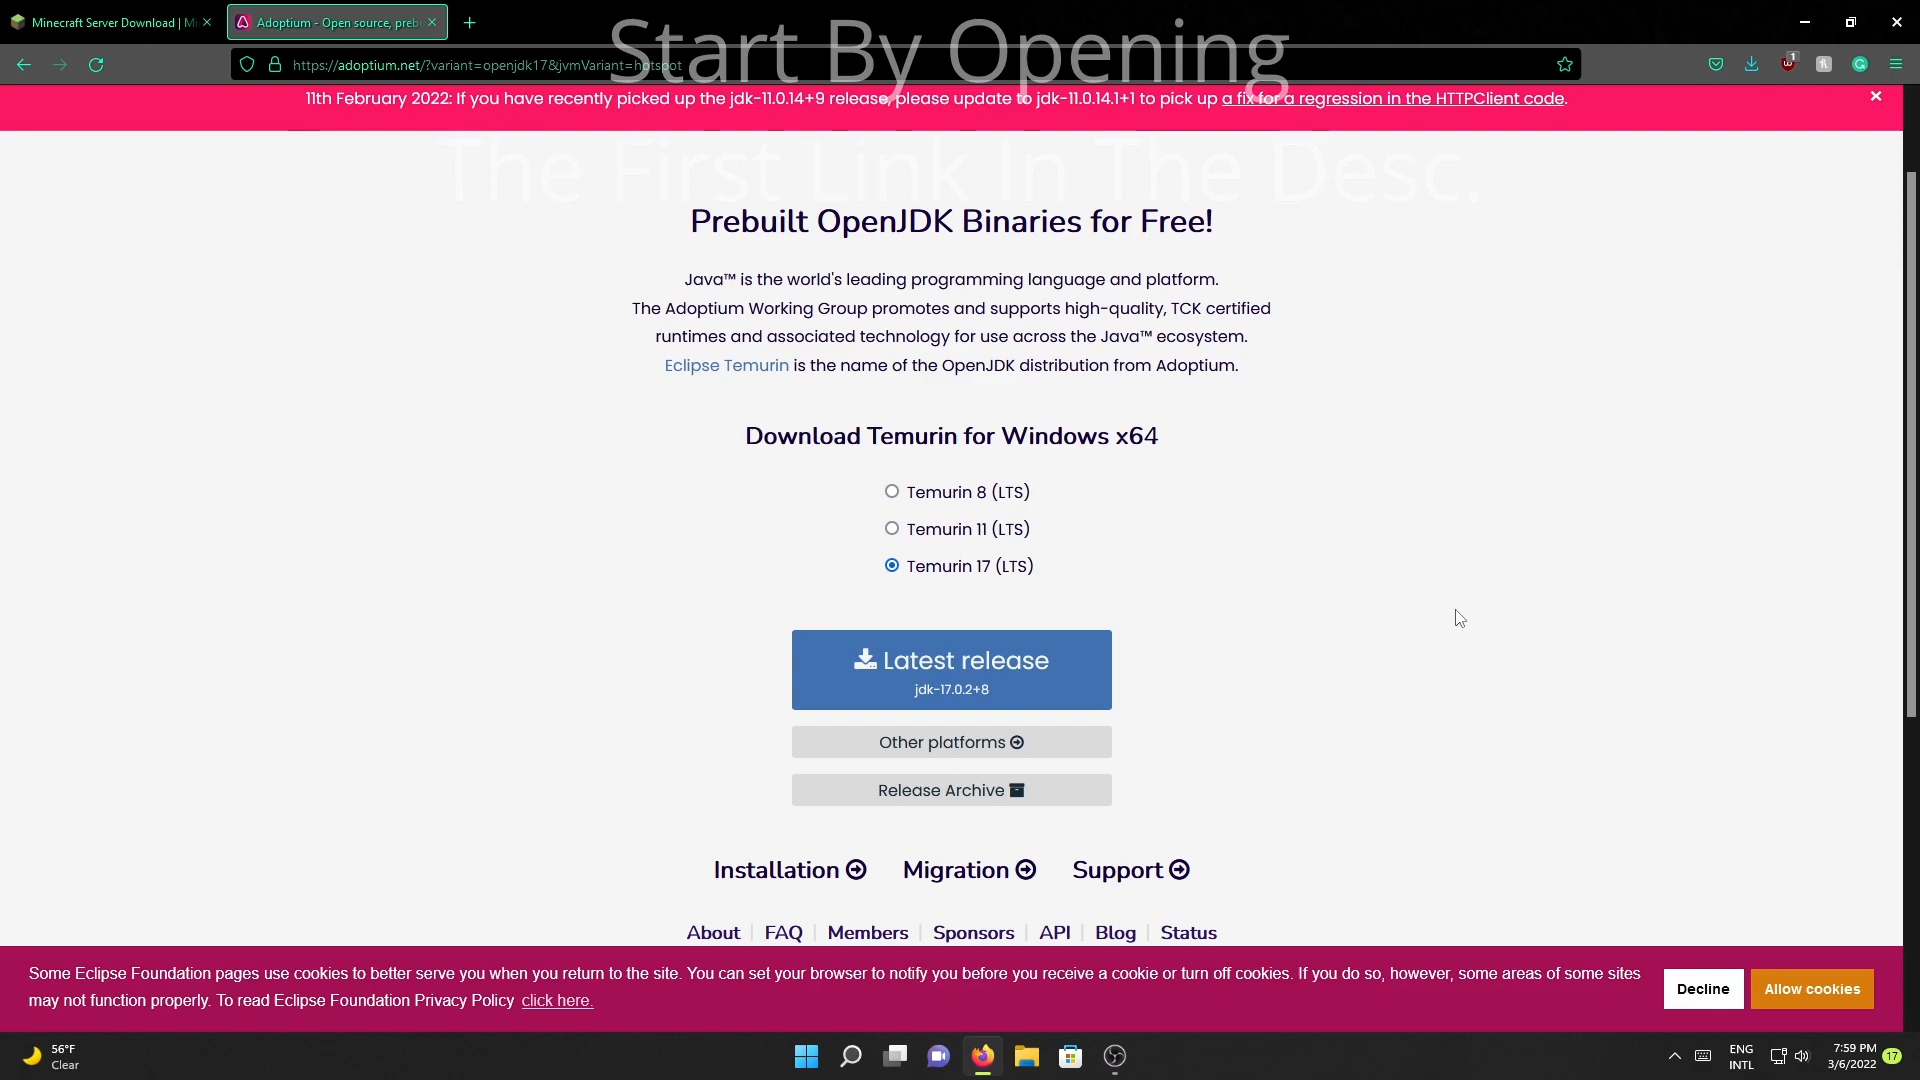 Minecraft Server Download | Mi
Adoptium - Open source, preb
Start By Opening
https://adoptium.net/?variant=openjdk17&jvmVariant=hotspot
1
11th February 2022: If you have recently picked up the jdk-11.0.14+9 release, please update to jdk-11.0.14.1+1 to pick up a fix for a regression in the HTTPClient code.
The First Link In The Desc.
Prebuilt OpenJDK Binaries for Free!
Java™ is the world's leading programming language and platform.
The Adoptium Working Group promotes and supports high-quality, TCK certified
runtimes and associated technology for use across the Java™ ecosystem.
Eclipse Temurin is the name of the OpenJDK distribution from Adoptium.
Download Temurin for Windows x64
Temurin 8 (LTS)
Temurin 11 (LTS)
Temurin 17 (LTS)
Latest release
jdk-17.0.2+8
Other platforms
Release Archive
Installation Migration Support
About FAQ Members Sponsors API Blog Status
Some Eclipse Foundation pages use cookies to better serve you when you return to the site. You can set your browser to notify you before you receive a cookie or turn off cookies. If you do so, however, some areas of some sites
may not function properly. To read Eclipse Foundation Privacy Policy click here.
Decline
Allow cookies
56°F
Clear
ENG
INTL
7:59 PM
3/6/2022
17